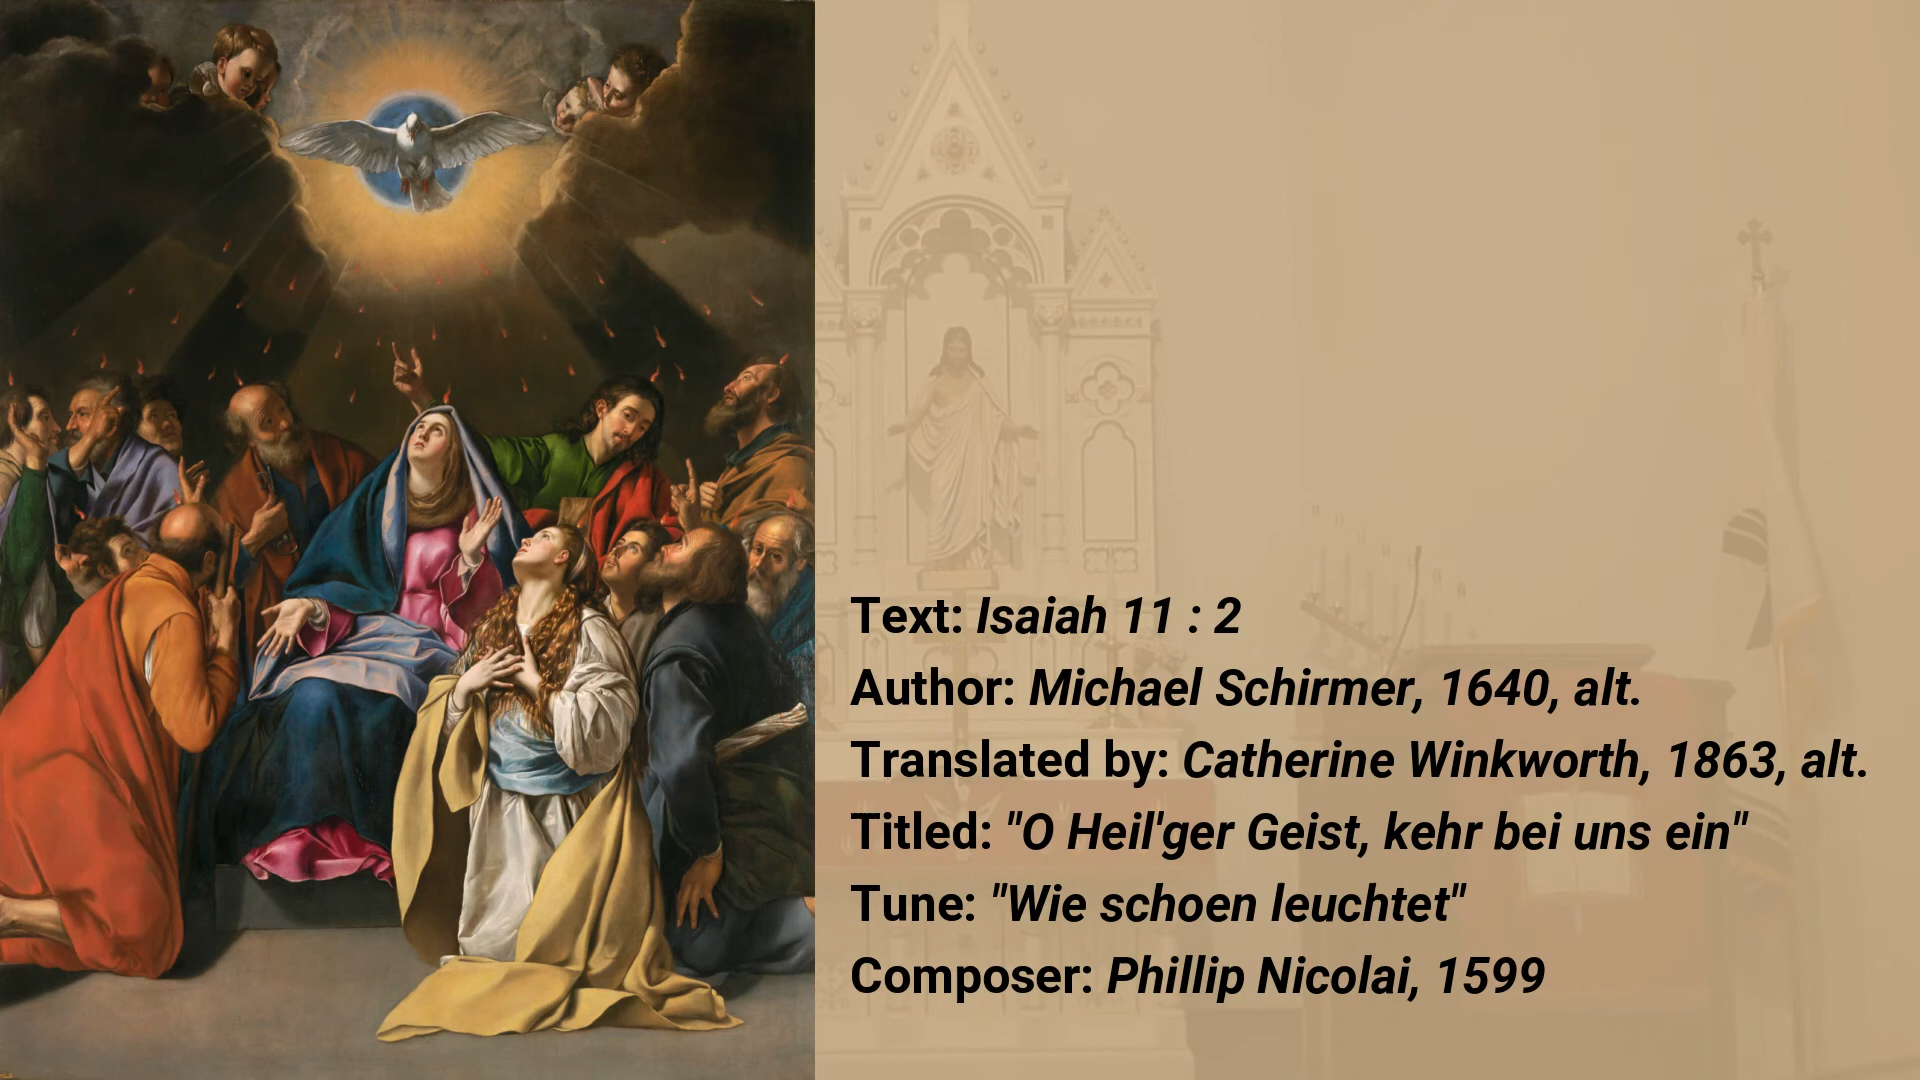 Text: Isaiah 11 : 2
Author: Michael Schirmer, 1640, alt.
Translated by: Catherine Winkworth, 1863, alt.
Titled: "O Heil'ger Geist, kehr bei uns ein"
Tune: "Wie schoen leuchtet"
Composer: Phillip Nicolai, 1599